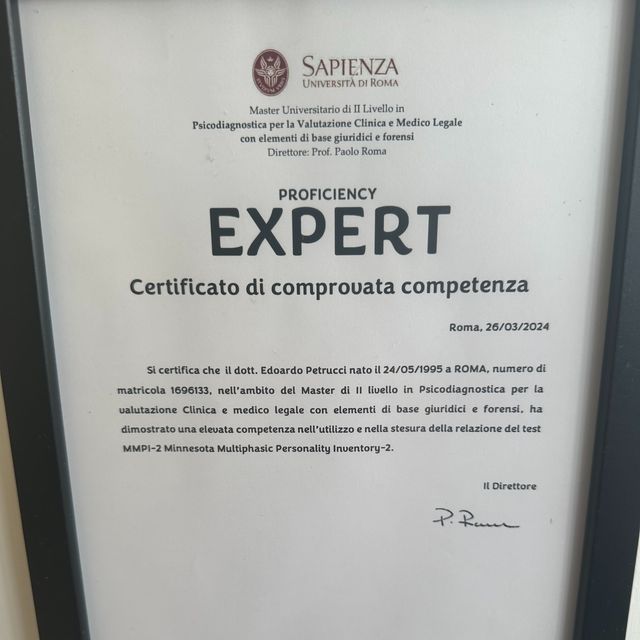 SAPIENZA
UNIVERSITÀ DI ROMA
Master Universitario di II Livello in
Psicodiagnostica per la Valutazione Clinica e Medico Legale
con elementi di base giuridici e forensi
Direttore: Prof. Paolo Roma
PROFICIENCY
EXPERT
Certificato di comprovata competenza
Roma, 26/03/2024
Si certifica che il dott. Edoardo Petrucci nato il 24/05/1995 a ROMA, numero di
matricola 1696133, nell'ambito del Master di II livello in Psicodiagnostica per la
valutazione Clinica e medico legale con elementi di base giuridici e forensi, ha
dimostrato una elevata competenza nell'utilizzo e nella stesura della relazione del test
MMPI-2 Minnesota Multiphasic Personality Inventory-2.
Il Direttore